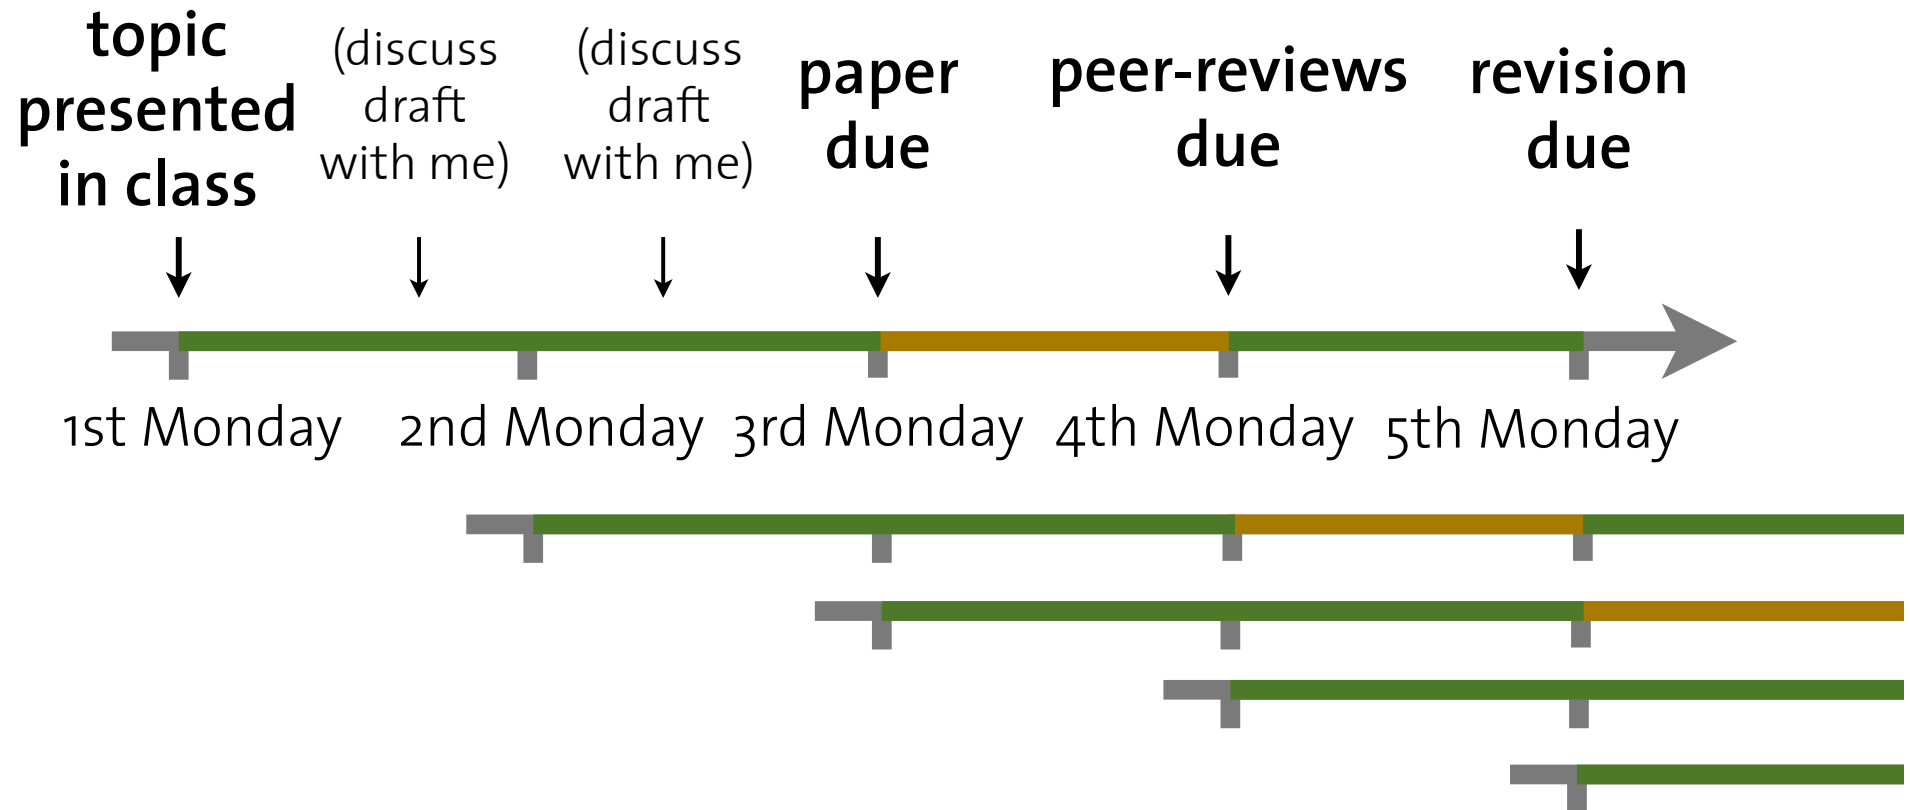 topic
presented
in class
(discuss
draft
with me)
(discuss
draft
with me)
paper
due
peer-reviews
due
revision
due
1st Monday
2nd Monday
3rd Monday
4th Monday
5th Monday